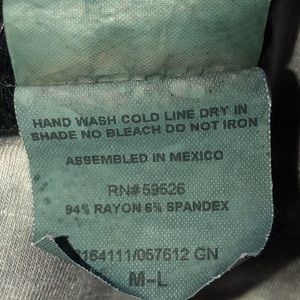 HAND WASH COLD LINE DRY IN
SHADE NO BLEACH DO NOT IRON
ASSEMBLED IN MEXICO
RN#59526
94% RAYON 6% SPANDEX
164111/057612 GN
M-L